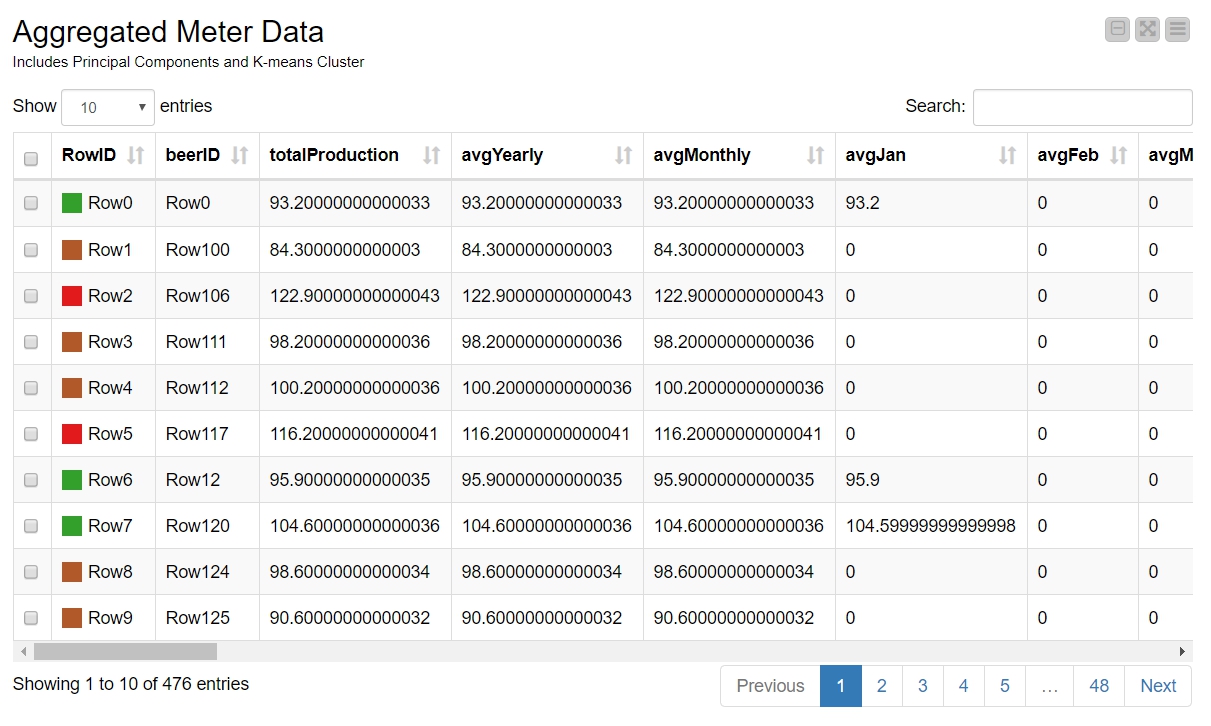 Aggregated Meter Data
Includes Principal Components and K-means Cluster
Show 10 entries Search:
RowID beerID totalProduction avgYearly avgMonthly avgJan avgFeb avgM
Row0 Row0 93.20000000000033 93.20000000000033 93.20000000000033 93.2 0 0
Row1 Row100 84.3000000000003 84.3000000000003 84.3000000000003 0 0 0
Row2 Row106 122.90000000000043 122.90000000000043 122.90000000000043 0 0 0
Row3 Row111 98.20000000000036 98.20000000000036 98.20000000000036 0 0 0
Row4 Row112 100.20000000000036 100.20000000000036 100.20000000000036 0 0 0
Row5 Row117 116.20000000000041 116.20000000000041 116.20000000000041 0 0 0
Row6 Row12 95.90000000000035 95.90000000000035 95.90000000000035 95.9 0 0
Row7 Row120 104.60000000000036 104.60000000000036 104.60000000000036 104.59999999999998 0 0
Row8 Row124 98.60000000000034 98.60000000000034 98.60000000000034 0 0 0
Row9 Row125 90.60000000000032 90.60000000000032 90.60000000000032 0 0 0
Showing 1 to 10 of 476 entries Previous 1 2 3 4 5 … 48 Next